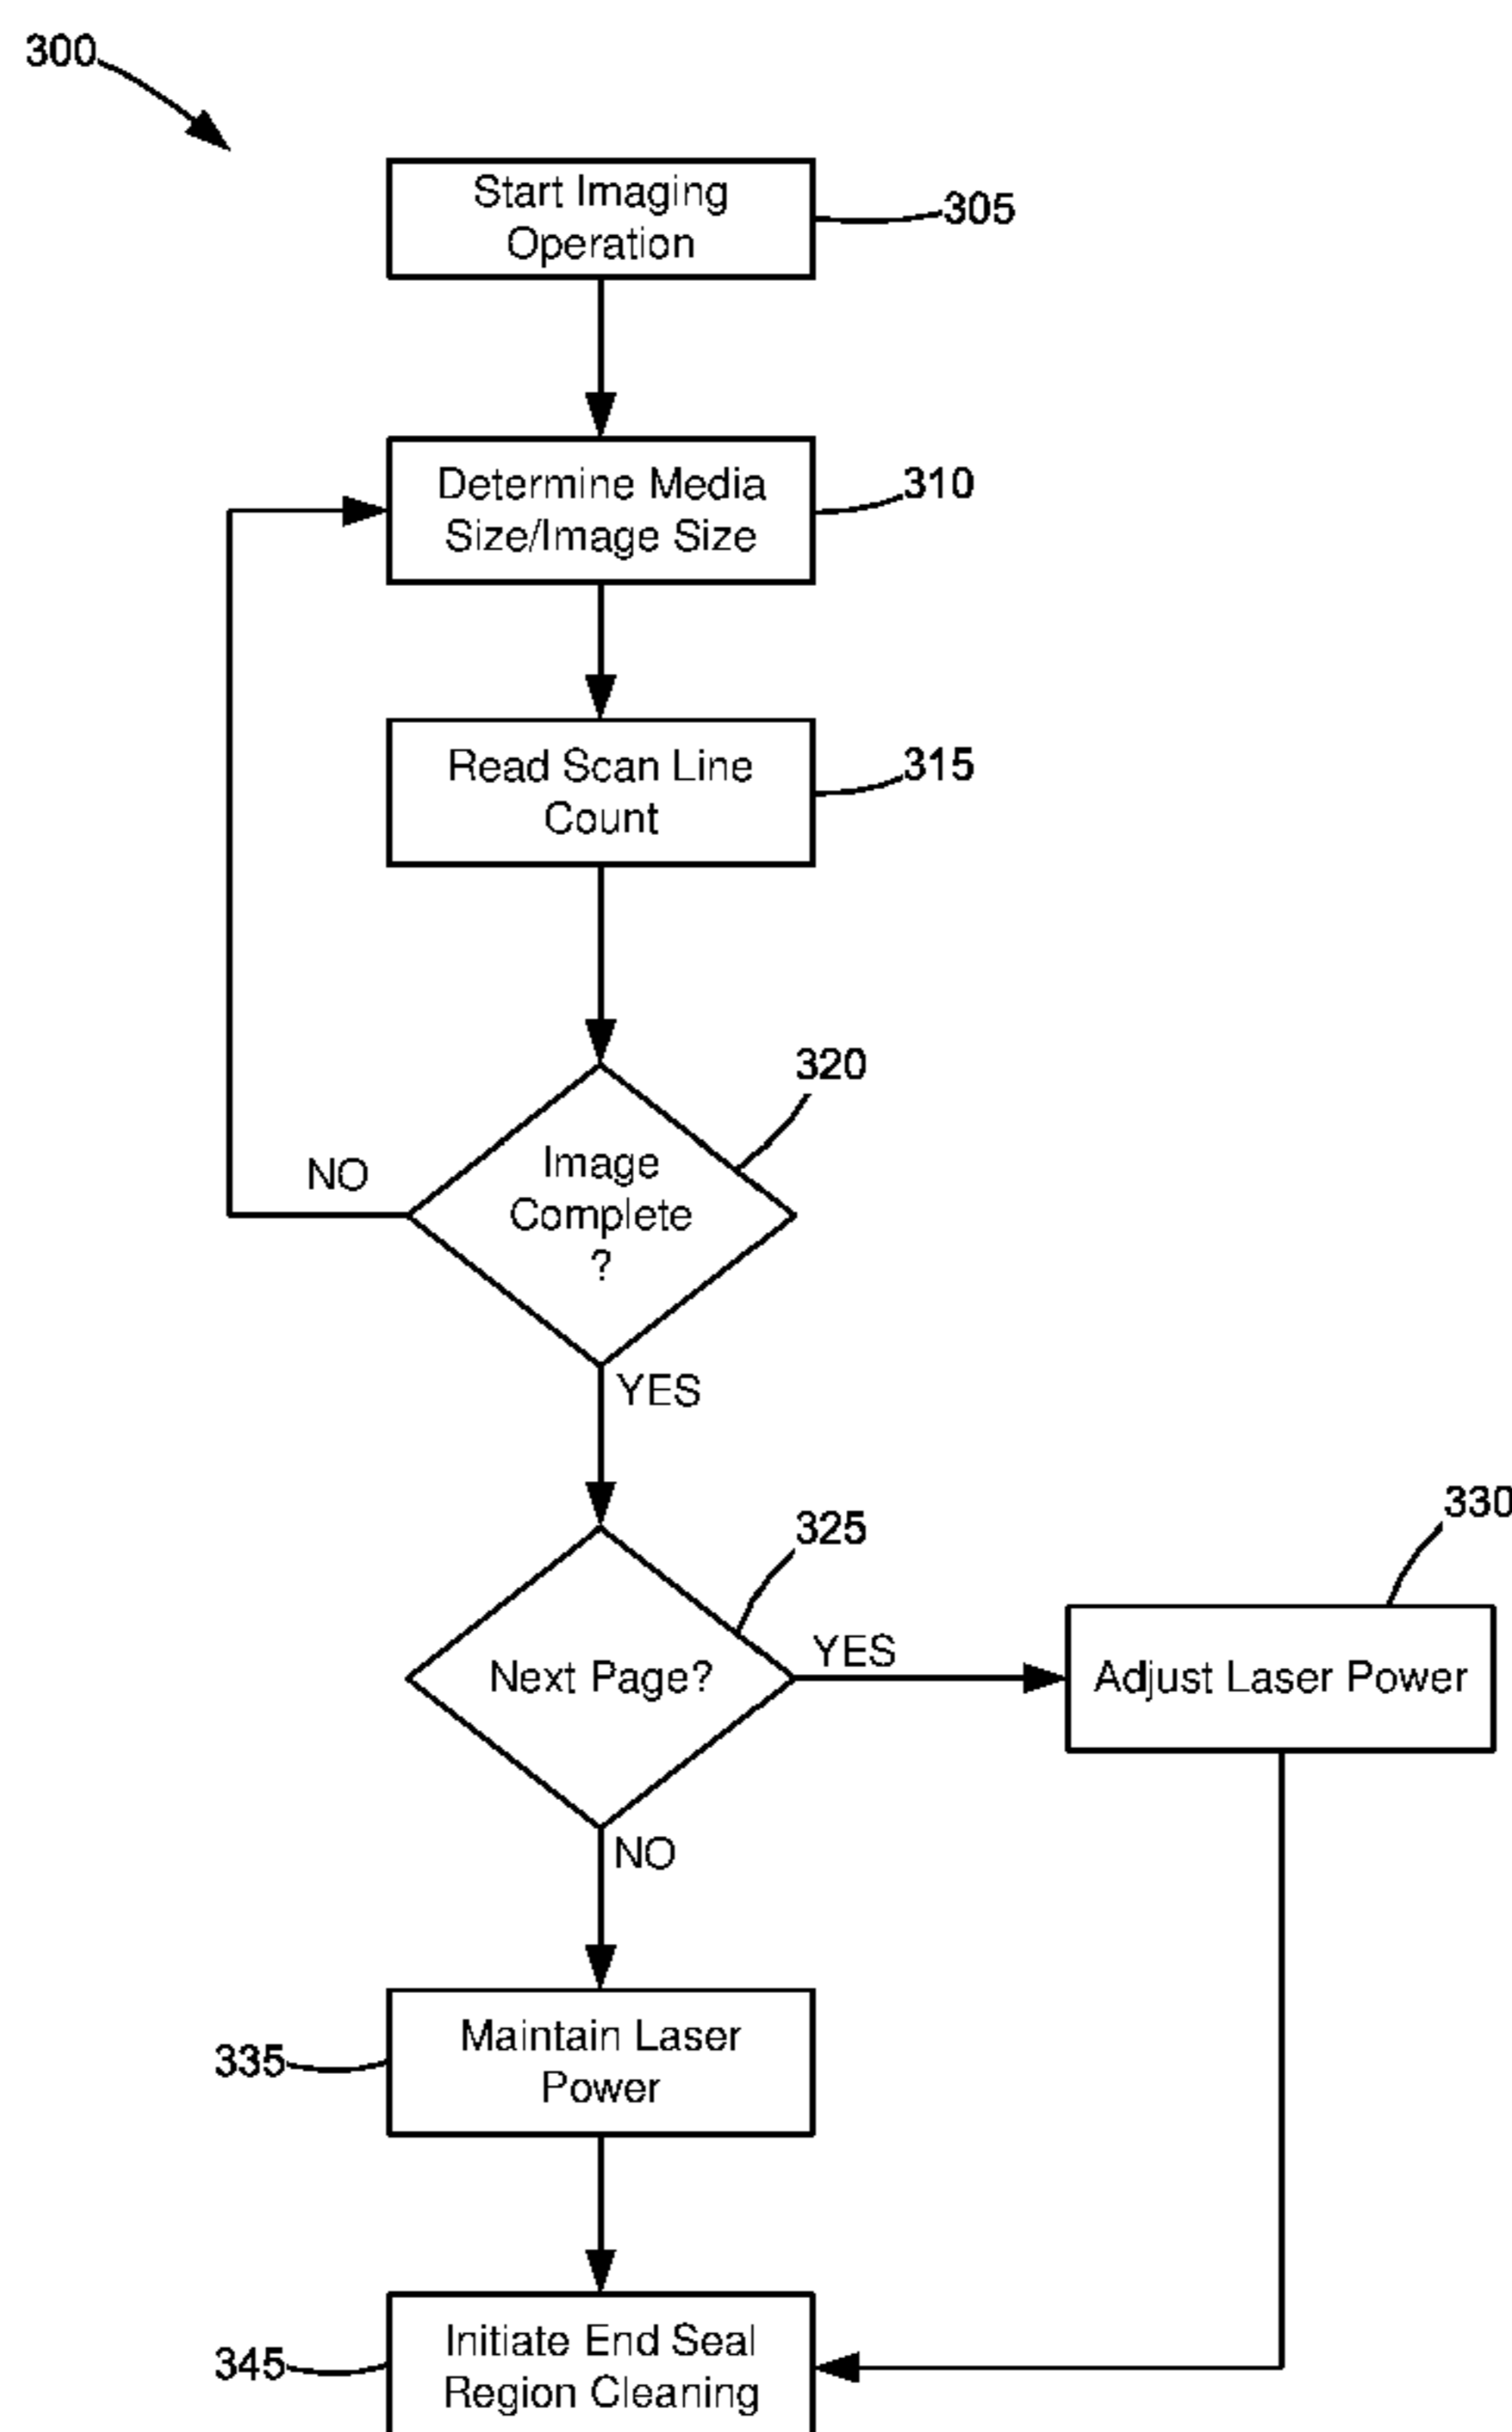 300
Start Imaging
Operation
305
Determine Media
Size/Image Size
310
Read Scan Line
Count
315
320
Image
Complete
?
NO
YES
325
330
Next Page?
YES
Adjust Laser Power
NO
Maintain Laser
Power
335
Initiate End Seal
Region Cleaning
345